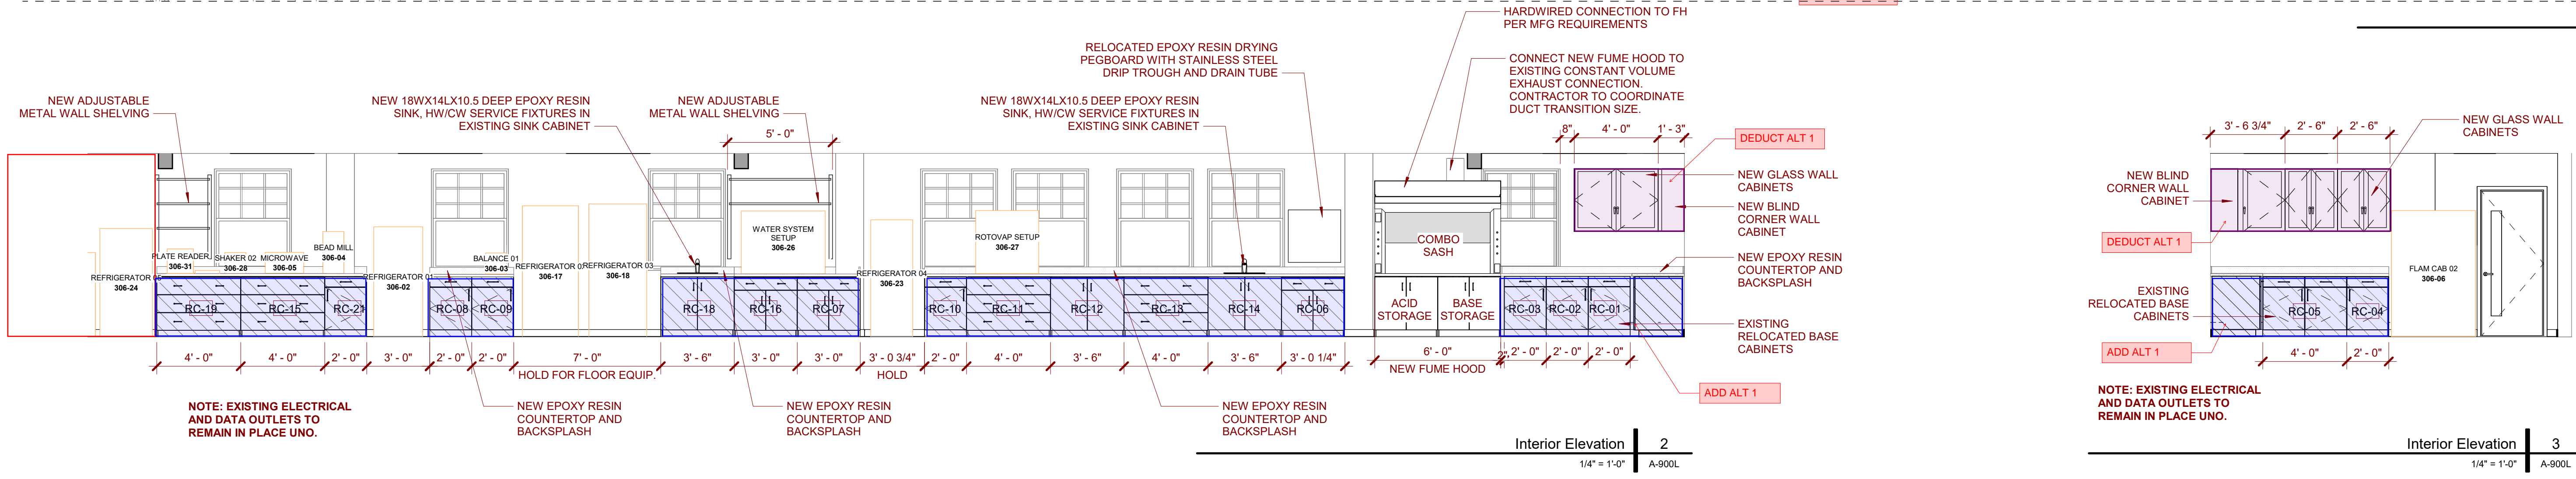 HARDWIRED CONNECTION TO FH
PER MFG REQUIREMENTS
RELOCATED EPOXY RESIN DRYING
PEGBOARD WITH STAINLESS STEEL
DRIP TROUGH AND DRAIN TUBE
CONNECT NEW FUME HOOD TO
EXISTING CONSTANT VOLUME
EXHAUST CONNECTION.
CONTRACTOR TO COORDINATE
DUCT TRANSITION SIZE.
NEW ADJUSTABLE
METAL WALL SHELVING
NEW 18WX14LX10.5 DEEP EPOXY RESIN
SINK, HW/CW SERVICE FIXTURES IN
EXISTING SINK CABINET
NEW ADJUSTABLE
METAL WALL SHELVING
5' - 0"
NEW 18WX14LX10.5 DEEP EPOXY RESIN
SINK, HW/CW SERVICE FIXTURES IN
EXISTING SINK CABINET
8" 4' - 0" 1' - 3"
DEDUCT ALT 1
NEW GLASS WALL
CABINETS
NEW BLIND
CORNER WALL
CABINET
NEW EPOXY RESIN
COUNTERTOP AND
BACKSPLASH
EXISTING
RELOCATED BASE
CABINETS
ADD ALT 1
REFRIGERATOR 05
306-24
PLATE READER
306-31
SHAKER 02
306-28
MICROWAVE
306-05
BEAD MILL
306-04
REFRIGERATOR 01
306-02
BALANCE 01
306-03
REFRIGERATOR 0
306-17
REFRIGERATOR 03
306-18
WATER SYSTEM
SETUP
306-26
REFRIGERATOR 04
306-23
ROTOVAP SETUP
306-27
COMBO
SASH
ACID
STORAGE
BASE
STORAGE
RC-19 RC-15 RC-21 RC-08 RC-09 RC-18 RC-16 RC-07 RC-10 RC-11 RC-12 RC-13 RC-14 RC-06 RC-03 RC-02 RC-01
4' - 0" 4' - 0" 2' - 0" 3' - 0" 2' - 0" 2' - 0" 7' - 0" 3' - 6" 3' - 0" 3' - 0" 3' - 0 3/4" 2' - 0" 4' - 0" 3' - 6" 4' - 0" 3' - 6" 3' - 0 1/4" 6' - 0" 2" 2' - 0" 2' - 0" 2' - 0"
HOLD FOR FLOOR EQUIP.
HOLD
NEW FUME HOOD
NOTE: EXISTING ELECTRICAL
AND DATA OUTLETS TO
REMAIN IN PLACE UNO.
NEW EPOXY RESIN
COUNTERTOP AND
BACKSPLASH
NEW EPOXY RESIN
COUNTERTOP AND
BACKSPLASH
NEW EPOXY RESIN
COUNTERTOP AND
BACKSPLASH
Interior Elevation 2
1/4" = 1'-0" A-900L
3' - 6 3/4" 2' - 6" 2' - 6"
NEW GLASS WALL
CABINETS
NEW BLIND
CORNER WALL
CABINET
DEDUCT ALT 1
FLAM CAB 02
306-06
EXISTING
RELOCATED BASE
CABINETS
RC-05 RC-04
ADD ALT 1
4' - 0" 2' - 0"
NOTE: EXISTING ELECTRICAL
AND DATA OUTLETS TO
REMAIN IN PLACE UNO.
Interior Elevation 3
1/4" = 1'-0" A-900L